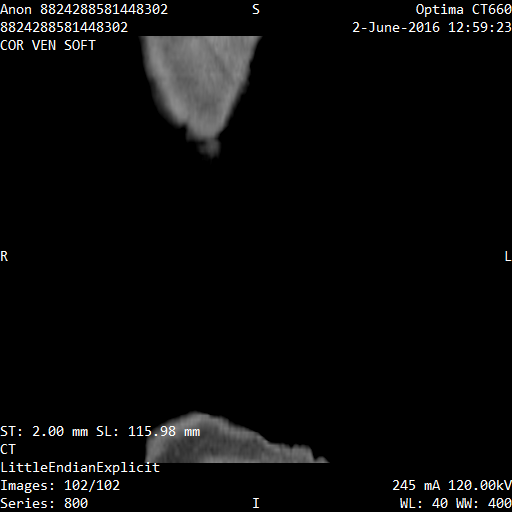 Anon 8824288581448302 S Optima CT660
8824288581448302 2-June-2016 12:59:23
COR VEN SOFT
R L
ST: 2.00 mm SL: 115.98 mm
CT
LittleEndianExplicit
Images: 102/102 245 mA 120.00kV
Series: 800 I WL: 40 WW: 400